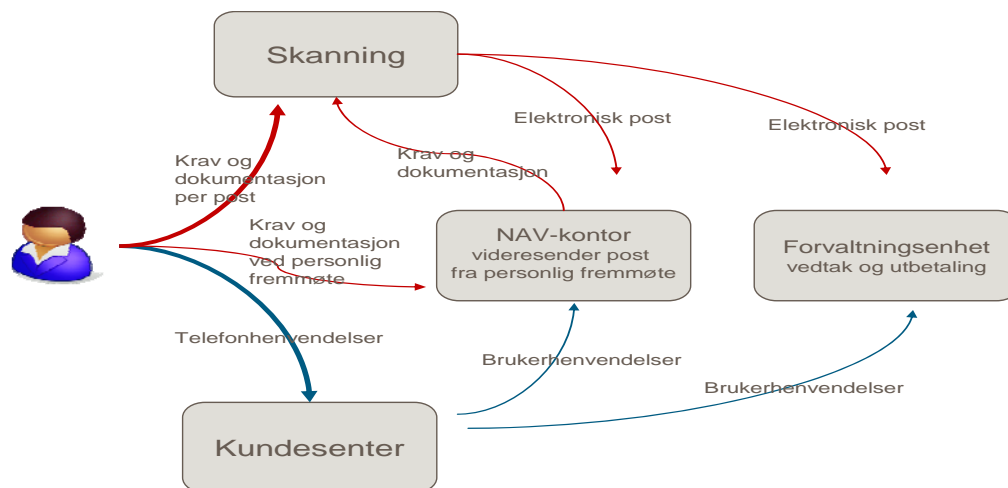 Skanning
Elektronisk post
Elektronisk post
Krav og
dokumentasjon
per post
Krav og
dokumentasjon
Krav og
dokumentasjon
ved personlig
fremmøte
NAV-kontor
videresender post
fra personlig fremmøte
Forvaltningsenhet
vedtak og utbetaling
Telefonhenvendelser
Brukerhenvendelser
Brukerhenvendelser
Kundesenter